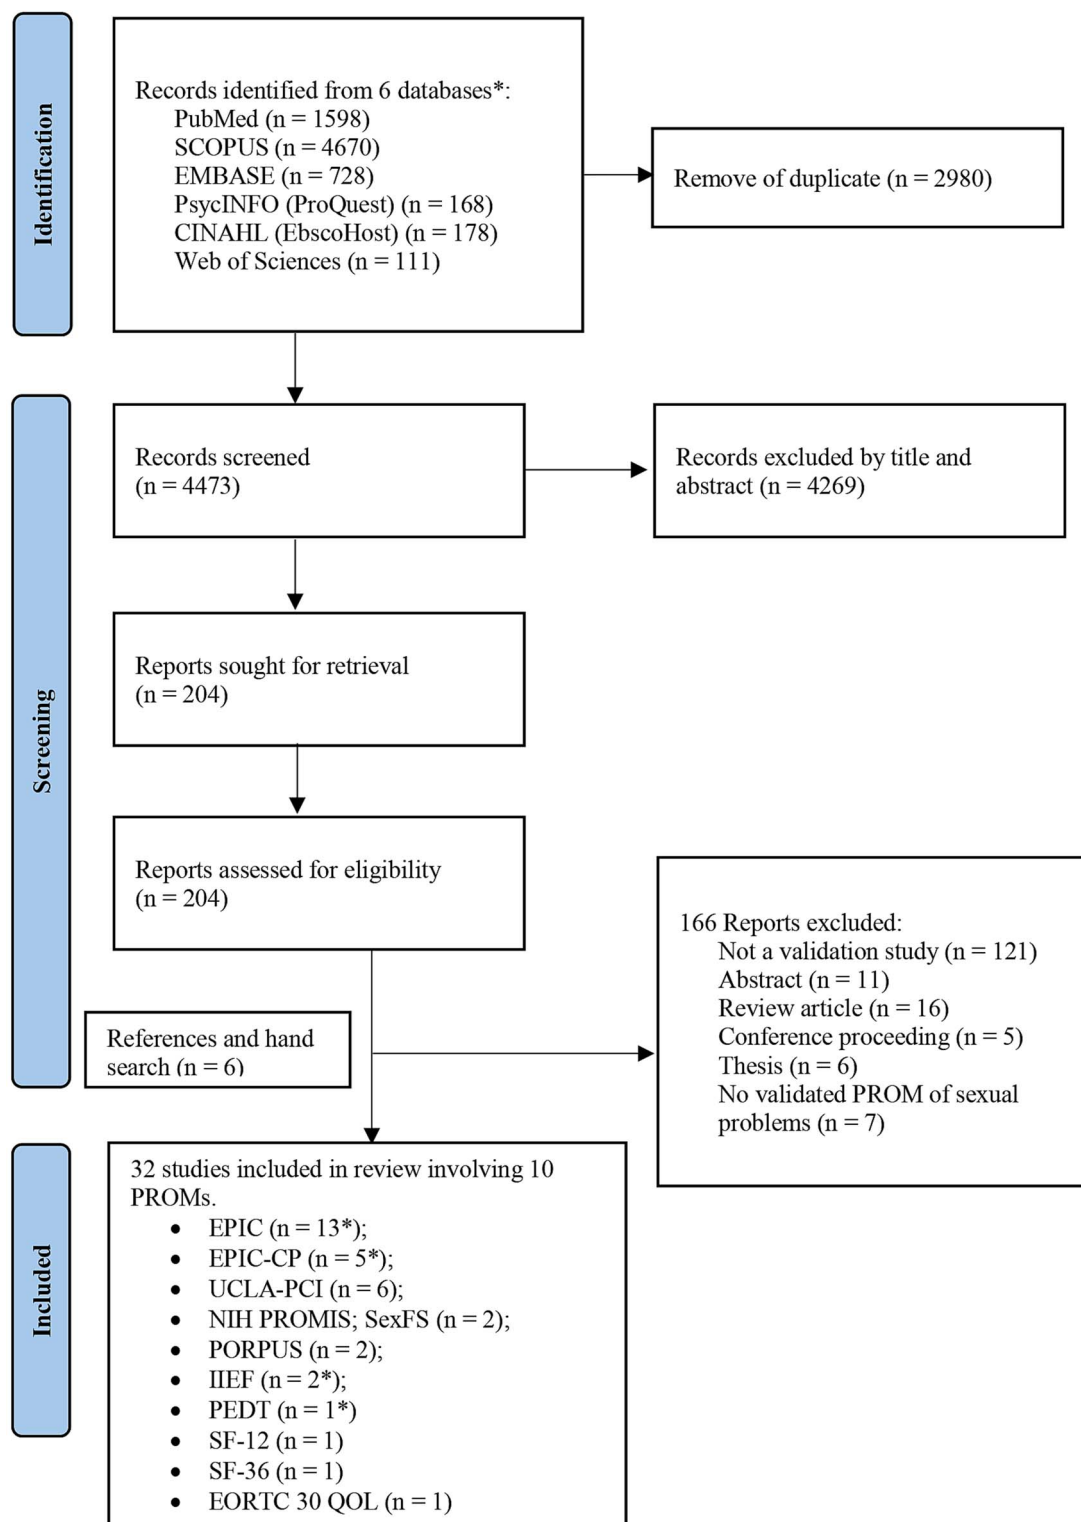 Identification
Records identified from 6 databases*:
PubMed (n = 1598)
SCOPUS (n = 4670)
EMBASE (n = 728)
PsycINFO (ProQuest) (n = 168)
CINAHL (EbscoHost) (n = 178)
Web of Sciences (n = 111)
Remove of duplicate (n = 2980)
Screening
Records screened
(n = 4473)
Records excluded by title and
abstract (n = 4269)
Reports sought for retrieval
(n = 204)
Reports assessed for eligibility
(n = 204)
166 Reports excluded:
Not a validation study (n = 121)
Abstract (n = 11)
Review article (n = 16)
Conference proceeding (n = 5)
Thesis (n = 6)
No validated PROM of sexual
problems (n = 7)
References and hand
search (n = 6)
Included
32 studies included in review involving 10
PROMs.
• EPIC (n = 13*);
• EPIC-CP (n = 5*);
• UCLA-PCI (n = 6);
• NIH PROMIS; SexFS (n = 2);
• PORPUS (n = 2);
• IIEF (n = 2*);
• PEDT (n = 1*)
• SF-12 (n = 1)
• SF-36 (n = 1)
• EORTC 30 QOL (n = 1)